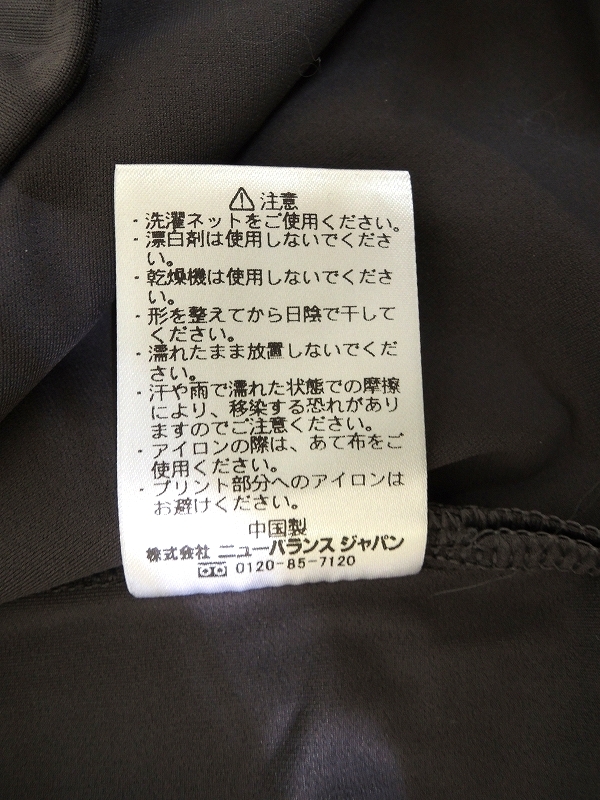 ⚠ 注意
・洗濯ネットをご使用ください。
・漂白剤は使用しないでくださ
い。
・乾燥機は使用しないでくださ
い。
・形を整えてから日陰で干して
ください。
・濡れたまま放置しないでくだ
さい。
・汗や雨で濡れた状態での摩擦
により、移染する恐れがあり
ますのでご注意ください。
・アイロンの際は、あて布をご
使用ください。
・プリント部分へのアイロンは
お避けください。
中国製
株式会社 ニューバランス ジャパン
0120-85-7120